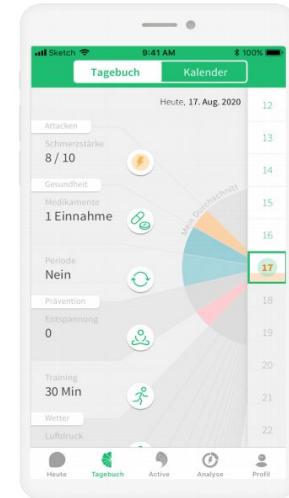 Sketch 9:41 AM 100%
Tagebuch Kalender
Heute, 17. Aug. 2020
Attacken
Schmerzstärke
8 / 10
Gesundheit
Medikamente
1 Einnahme
Periode
Nein
Prävention
Entspannung
0
Training
30 Min
Wetter
Luftdruck
Mein Durchschnitt
12
13
14
15
16
17
18
19
20
21
22
Heute Tagebuch Active Analyse Profil